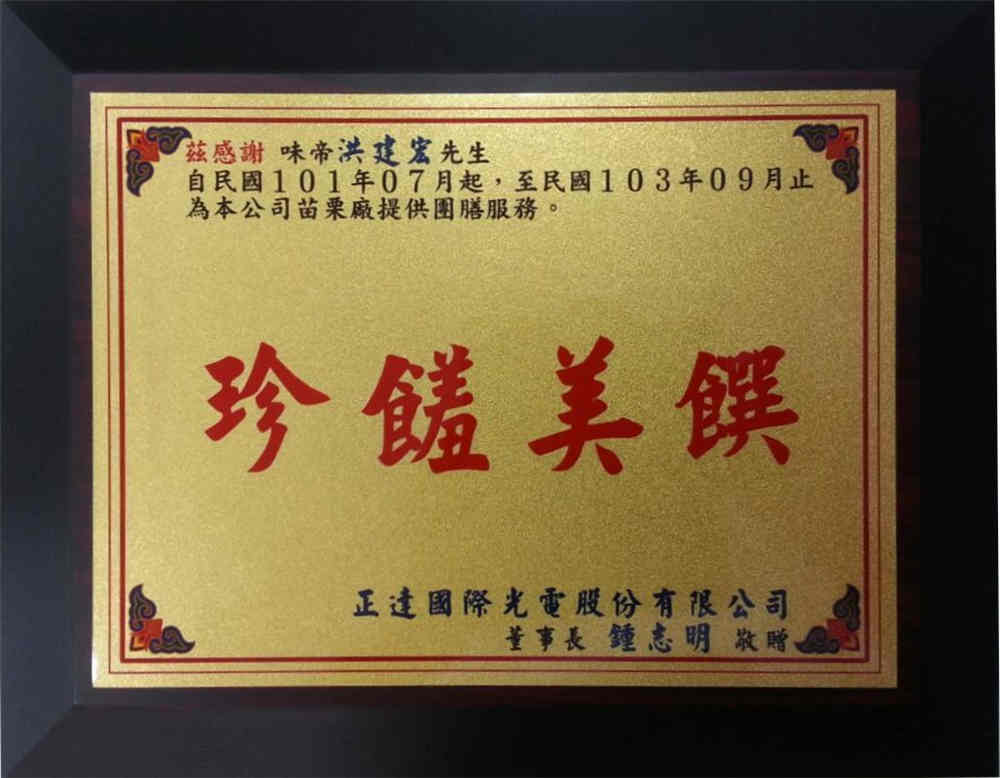 茲感謝 味帝洪建宏先生
自民國101年07月起，至民國103年09月止
為本公司苗栗廠提供團膳服務。
珍饈美饌
正達國際光電股份有限公司
董事長 鍾志明 敬贈